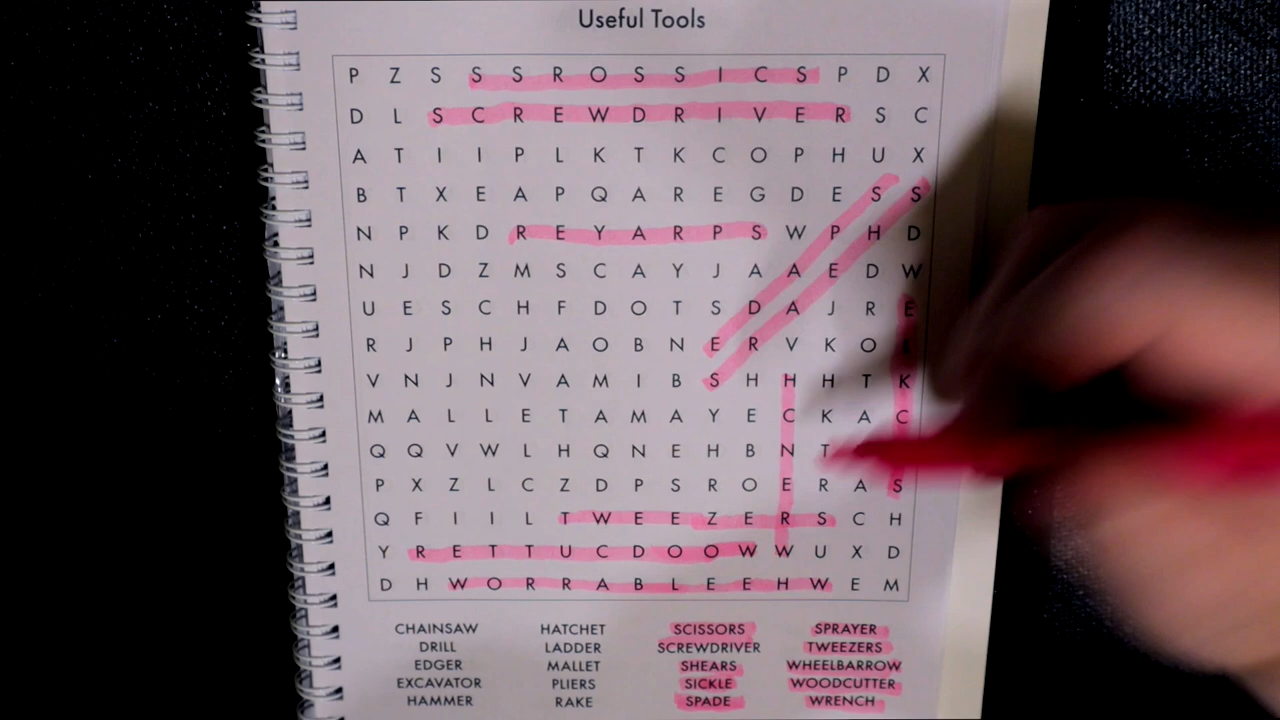 Useful Tools
P Z S S S R O S S I C S P D X
D L S C R E W D R I V E R S C
A T I I P L K T K C O P H U X
B T X E A P Q A R E G D E S S
N P K D R E Y A R P S W P H D
N J D Z M S C A Y J A A E D W
U E S C H F D O T S D A J R E
R J P H J A O B N E R V K O
V N J N V A M I B S H H H T K
M A L L E T A M A Y E C K A C
Q Q V W L H Q N E H B N T
P X Z L C Z D P S R O E R A S
Q F I I L T W E E Z E R S C H
Y R E T T U C D O O W W U X D
D H W O R R A B L E E H W E M
CHAINSAW HATCHET SCISSORS SPRAYER
DRILL LADDER SCREWDRIVER TWEEZERS
EDGER MALLET SHEARS WHEELBARROW
EXCAVATOR PLIERS SICKLE WOODCUTTER
HAMMER RAKE SPADE WRENCH